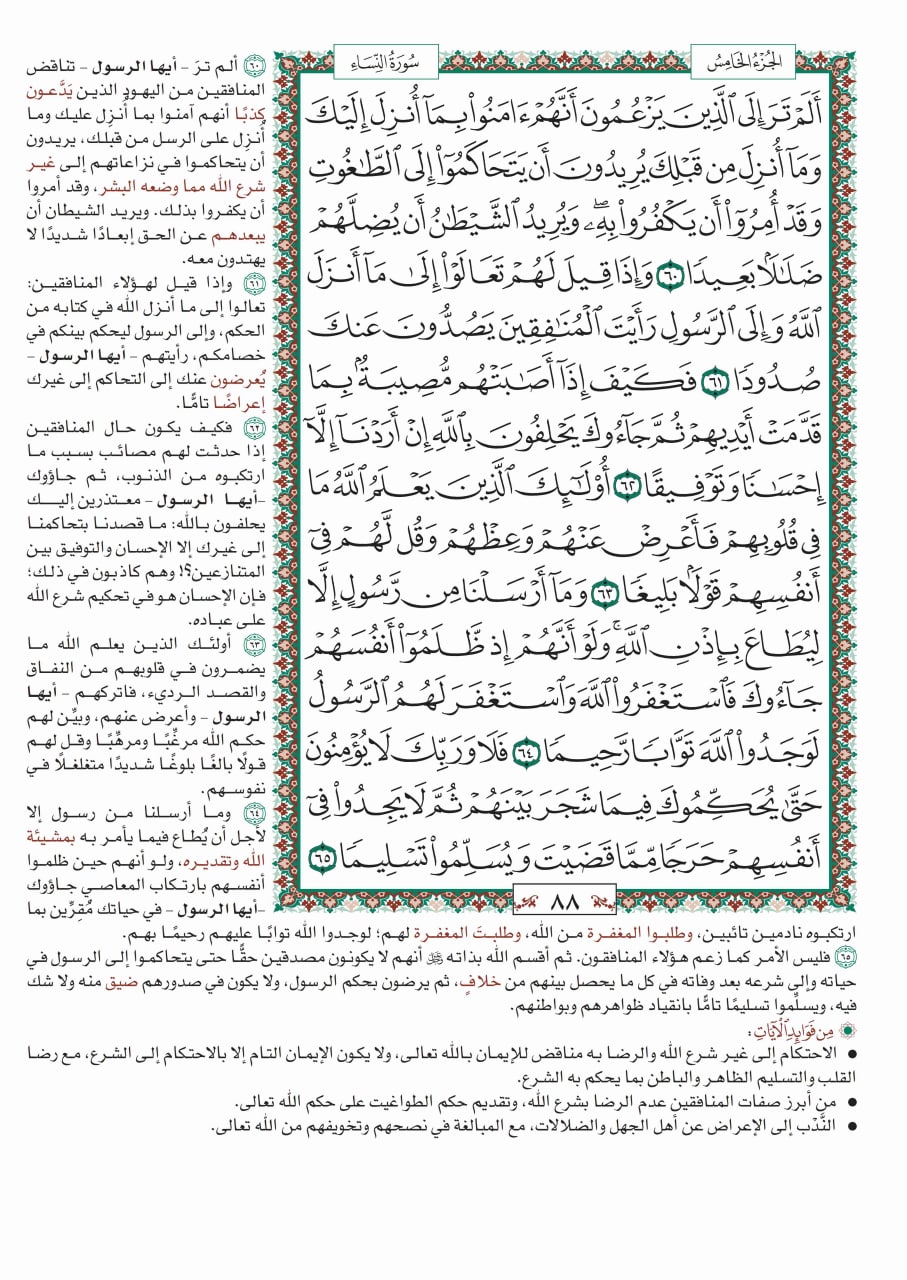 الجُزْءُ الخَامِسُ
سُورَةُ النِّسَاءِ
أَلَمْ تَرَ إِلَى ٱلَّذِينَ يَزْعُمُونَ أَنَّهُمْ ءَامَنُوا۟ بِمَآ أُنزِلَ إِلَيْكَ
وَمَآ أُنزِلَ مِن قَبْلِكَ يُرِيدُونَ أَن يَتَحَاكَمُوٓا۟ إِلَى ٱلطَّٰغُوتِ
وَقَدْ أُمِرُوٓا۟ أَن يَكْفُرُوا۟ بِهِۦۖ وَيُرِيدُ ٱلشَّيْطَٰنُ أَن يُضِلَّهُمْ
ضَلَٰلَۢا بَعِيدًا ٦٠ وَإِذَا قِيلَ لَهُمْ تَعَالَوْا۟ إِلَىٰ مَآ أَنزَلَ
ٱللَّهُ وَإِلَى ٱلرَّسُولِ رَأَيْتَ ٱلْمُنَٰفِقِينَ يَصُدُّونَ عَنكَ
صُدُودًا ٦١ فَكَيْفَ إِذَآ أَصَٰبَتْهُم مُّصِيبَةُۢ بِمَا
قَدَّمَتْ أَيْدِيهِمْ ثُمَّ جَآءُوكَ يَحْلِفُونَ بِٱللَّهِ إِنْ أَرَدْنَآ إِلَّآ
إِحْسَٰنًا وَتَوْفِيقًا ٦٢ أُو۟لَٰٓئِكَ ٱلَّذِينَ يَعْلَمُ ٱللَّهُ مَا
فِى قُلُوبِهِمْ فَأَعْرِضْ عَنْهُمْ وَعِظْهُمْ وَقُل لَّهُمْ فِىٓ
أَنفُسِهِمْ قَوْلَۢا بَلِيغًا ٦٣ وَمَآ أَرْسَلْنَا مِن رَّسُولٍ إِلَّا
لِيُطَاعَ بِإِذْنِ ٱللَّهِۚ وَلَوْ أَنَّهُمْ إِذ ظَّلَمُوٓا۟ أَنفُسَهُمْ
جَآءُوكَ فَٱسْتَغْفَرُوا۟ ٱللَّهَ وَٱسْتَغْفَرَ لَهُمُ ٱلرَّسُولُ
لَوَجَدُوا۟ ٱللَّهَ تَوَّابًا رَّحِيمًا ٦٤ فَلَا وَرَبِّكَ لَا يُؤْمِنُونَ
حَتَّىٰ يُحَكِّمُوكَ فِيمَا شَجَرَ بَيْنَهُمْ ثُمَّ لَا يَجِدُوا۟ فِىٓ
أَنفُسِهِمْ حَرَجًا مِّمَّا قَضَيْتَ وَيُسَلِّمُوا۟ تَسْلِيمًا ٦٥
٨٨
٦٠ ألم ترَ - أيها الرسول - تناقض
المنافقين من اليهود الذين يَدَّعون
كذبًا أنهم آمنوا بما أُنزِل عليك وما
أُنزِل على الرسل من قبلك، يريدون
أن يتحاكموا في نزاعاتهم إلى غير
شرع الله مما وضعه البشر، وقد أمروا
أن يكفروا بذلك. ويريد الشيطان أن
يبعدهم عن الحق إبعادًا شديدًا لا
يهتدون معه.
٦١ وإذا قيل لهؤلاء المنافقين:
تعالوا إلى ما أنزل الله في كتابه من
الحكم، وإلى الرسول ليحكم بينكم في
خصامكم، رأيتهم - أيها الرسول -
يُعرضون عنك إلى التحاكم إلى غيرك
إعراضًا تامًّا.
٦٢ فكيف يكون حال المنافقين
إذا حدثت لهم مصائب بسبب ما
ارتكبوه من الذنوب، ثم جاؤوك
-أيها الرسول - معتذرين إليك
يحلفون بالله: ما قصدنا بتحاكمنا
إلى غيرك إلا الإحسان والتوفيق بين
المتنازعين؟! وهم كاذبون في ذلك؛
فإن الإحسان هو في تحكيم شرع الله
على عباده.
٦٣ أولئك الذين يعلم الله ما
يضمرون في قلوبهم من النفاق
والقصد الرديء، فاتركهم - أيها
الرسول - وأعرض عنهم، وبيِّن لهم
حكم الله مرغِّبًا ومرهِّبًا وقل لهم
قولًا بالغًا بلوغًا شديدًا متغلغلًا في
نفوسهم.
٦٤ وما أرسلنا من رسول إلا
لأجل أن يُطاع فيما يأمر به بمشيئة
الله وتقديره، ولو أنهم حين ظلموا
أنفسهم بارتكاب المعاصي جاؤوك
-أيها الرسول - في حياتك مُقِرِّين بما
ارتكبوه نادمين تائبين، وطلبوا المغفرة من الله، وطلبتَ المغفرة لهم؛ لوجدوا الله توابًا عليهم رحيمًا بهم.
٦٥ فليس الأمر كما زعم هؤلاء المنافقون. ثم أقسم الله بذاته ﷻ أنهم لا يكونون مصدقين حقًّا حتى يتحاكموا إلى الرسول في
حياته وإلى شرعه بعد وفاته في كل ما يحصل بينهم من خلافٍ، ثم يرضون بحكم الرسول، ولا يكون في صدورهم ضيق منه ولا شك
فيه، ويسلِّموا تسليمًا تامًّا بانقياد ظواهرهم وبواطنهم.
مِن فَوَائِدِ ٱلْآيَاتِ:
• الاحتكام إلى غير شرع الله والرضا به مناقض للإيمان بالله تعالى، ولا يكون الإيمان التام إلا بالاحتكام إلى الشرع، مع رضا
القلب والتسليم الظاهر والباطن بما يحكم به الشرع.
• من أبرز صفات المنافقين عدم الرضا بشرع الله، وتقديم حكم الطواغيت على حكم الله تعالى.
• النَّدْب إلى الإعراض عن أهل الجهل والضلالات، مع المبالغة في نصحهم وتخويفهم من الله تعالى.